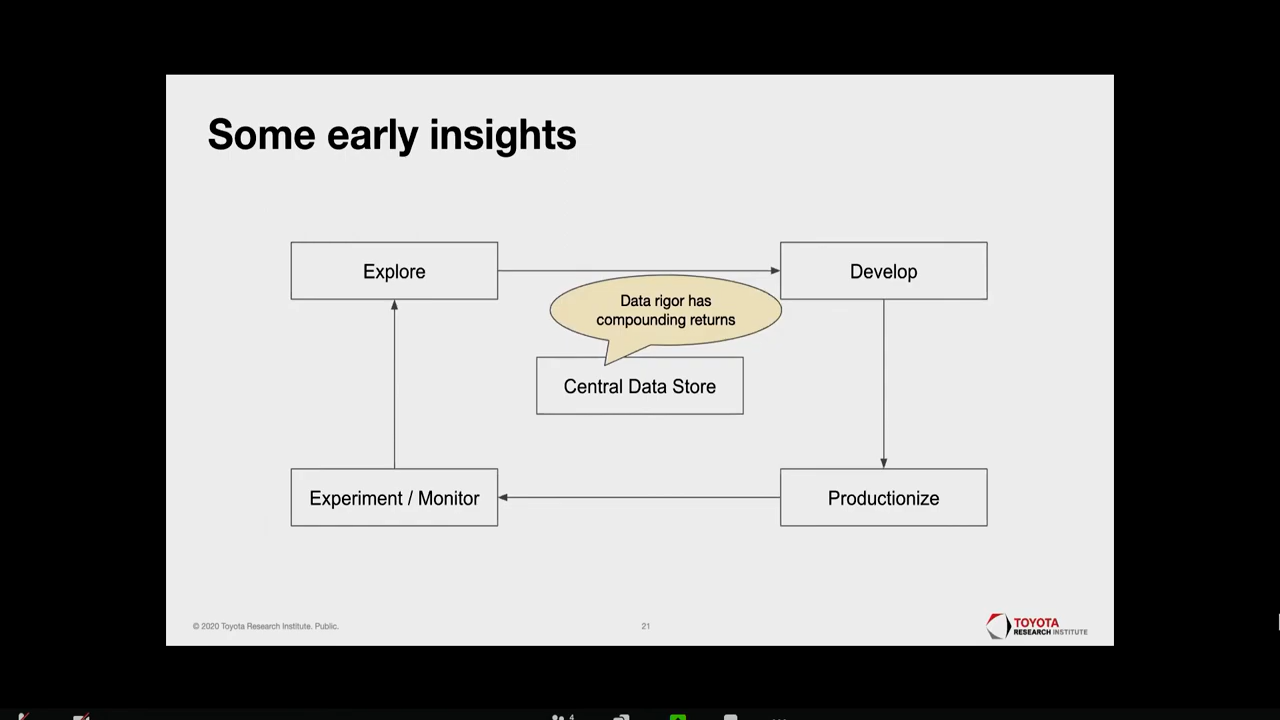 Some early insights
Explore
Develop
Data rigor has
compounding returns
Central Data Store
Experiment / Monitor
Productionize
© 2020 Toyota Research Institute. Public.
21
TOYOTA
RESEARCH INSTITUTE
4